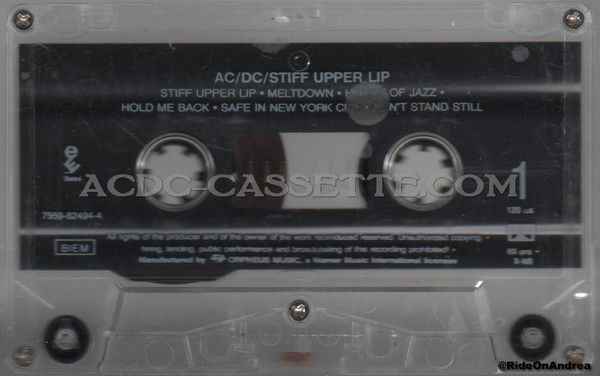 AC/DC/STIFF UPPER LIP
STIFF UPPER LIP • MELTDOWN • H OF JAZZ •
HOLD ME BACK • SAFE IN NEW YORK CI N'T STAND STILL
ACDC-CASSETTE.COM
1
7559-62494-4
120 µs
All rights of the producer and of the owner of the work reproduced reserved. Unauthorized copying •
BIEM
hiring, lending, public performance and broadcasting of this recording prohibited!
Manufactured by ORPHEUS MUSIC, a Warner Music International licensee
@RideOnAndrea